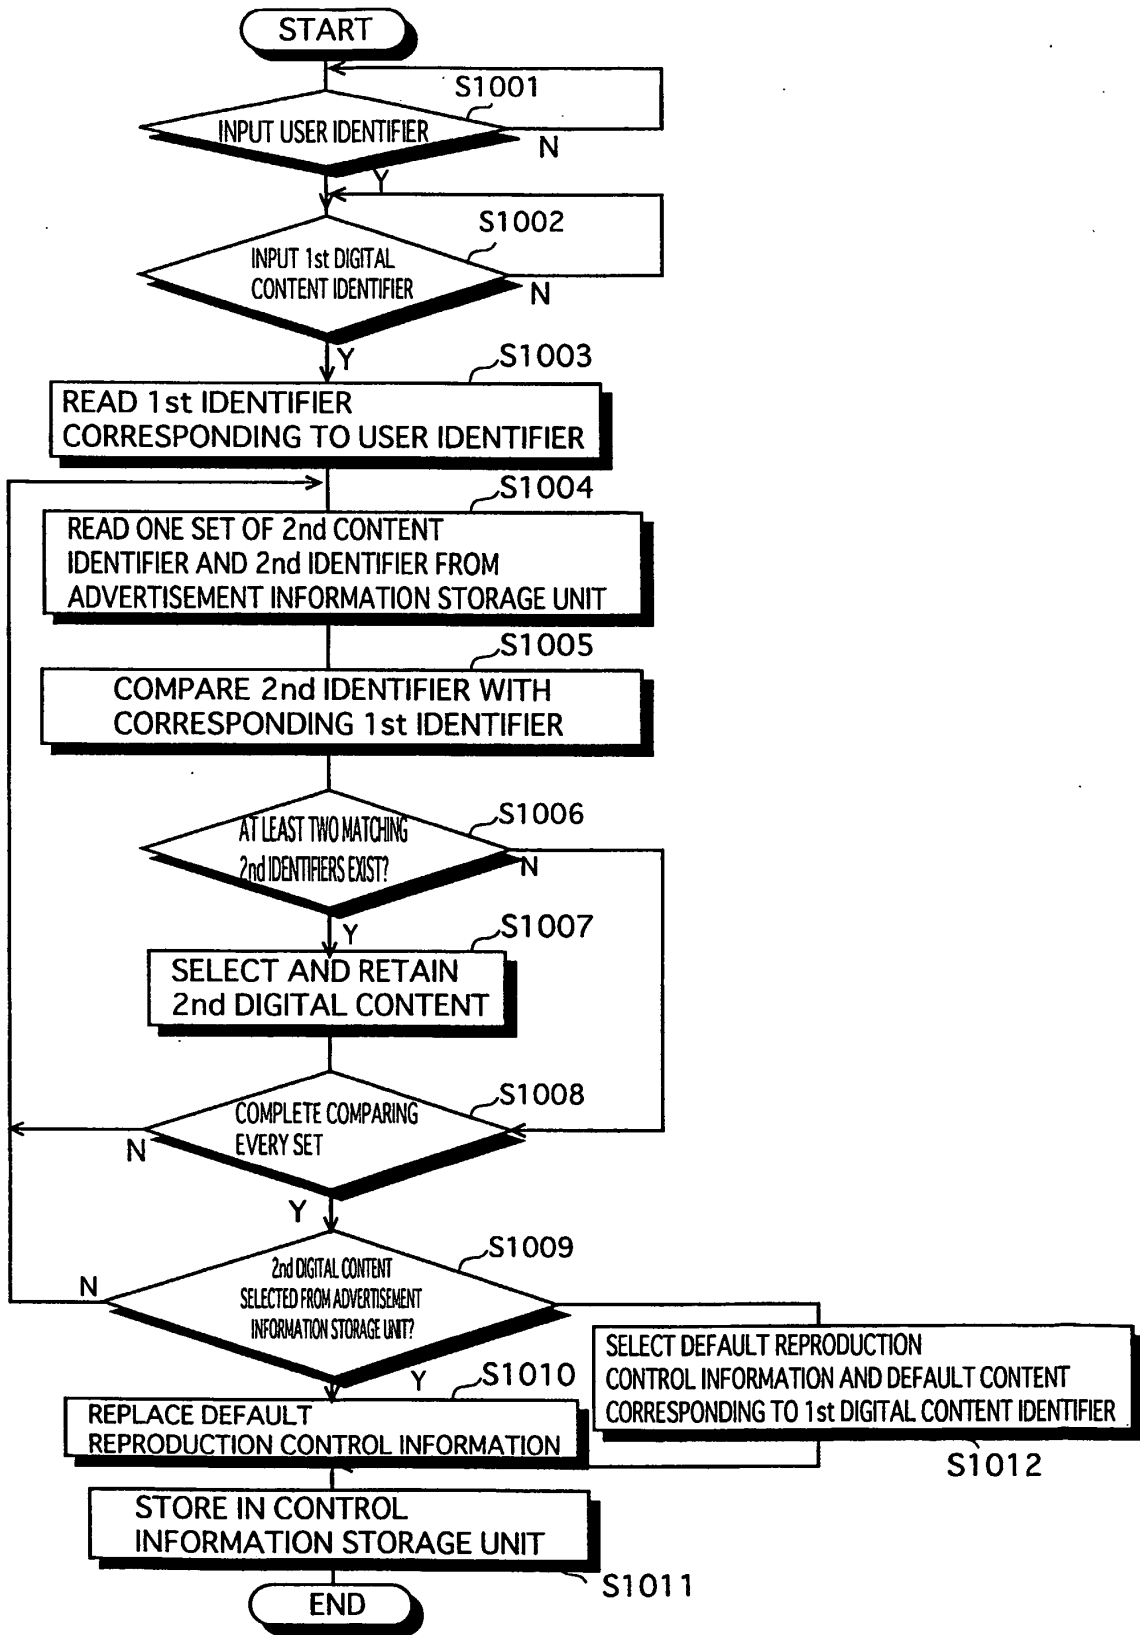 START
S1001
INPUT USER IDENTIFIER
N
Y
S1002
INPUT 1st DIGITAL
CONTENT IDENTIFIER
N
Y
S1003
READ 1st IDENTIFIER
CORRESPONDING TO USER IDENTIFIER
S1004
READ ONE SET OF 2nd CONTENT
IDENTIFIER AND 2nd IDENTIFIER FROM
ADVERTISEMENT INFORMATION STORAGE UNIT
S1005
COMPARE 2nd IDENTIFIER WITH
CORRESPONDING 1st IDENTIFIER
S1006
AT LEAST TWO MATCHING
2nd IDENTIFIERS EXIST?
N
Y
S1007
SELECT AND RETAIN
2nd DIGITAL CONTENT
S1008
COMPLETE COMPARING
EVERY SET
N
Y
S1009
2nd DIGITAL CONTENT
SELECTED FROM ADVERTISEMENT
INFORMATION STORAGE UNIT?
N
Y
S1010
REPLACE DEFAULT
REPRODUCTION CONTROL INFORMATION
SELECT DEFAULT REPRODUCTION
CONTROL INFORMATION AND DEFAULT CONTENT
CORRESPONDING TO 1st DIGITAL CONTENT IDENTIFIER
S1012
STORE IN CONTROL
INFORMATION STORAGE UNIT
S1011
END